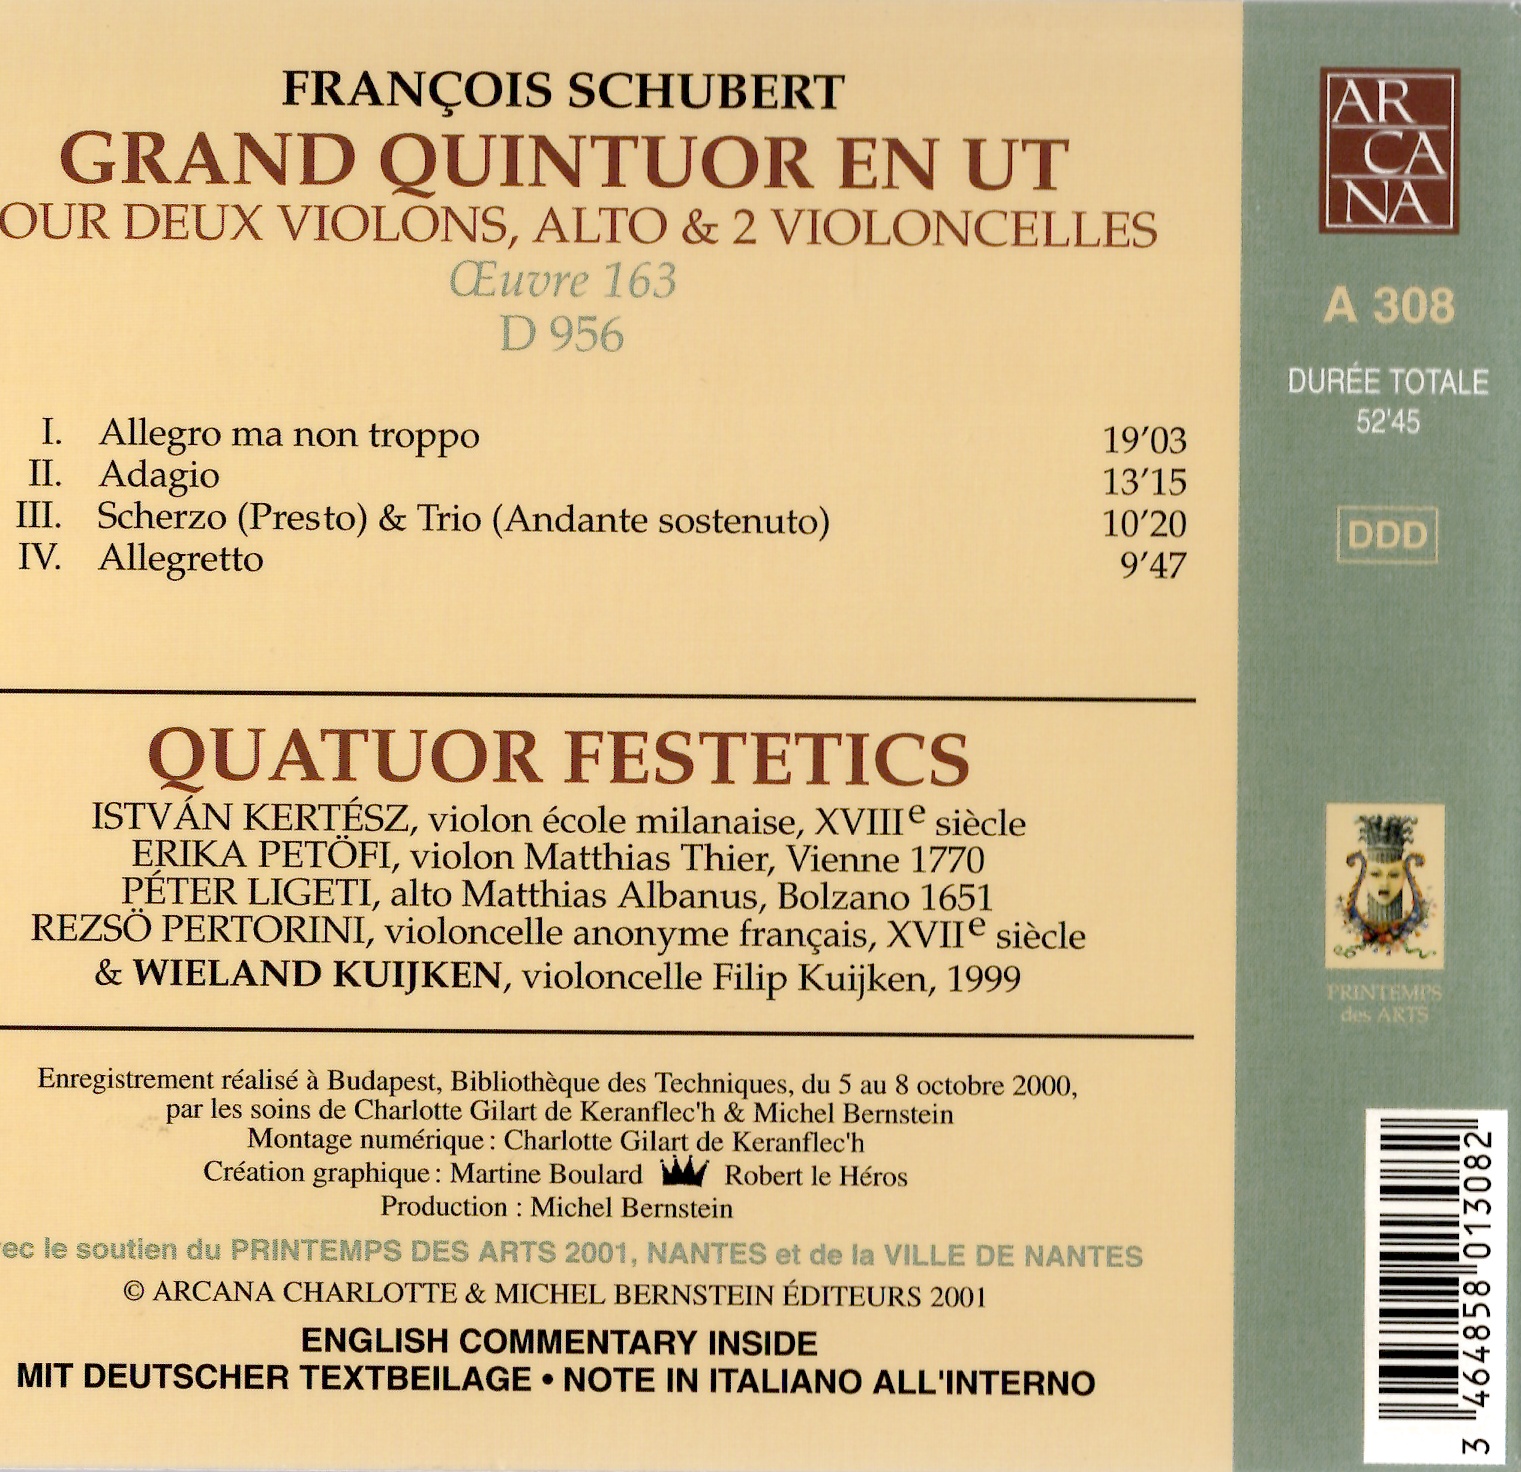 FRANÇOIS SCHUBERT
GRAND QUINTUOR EN UT
OUR DEUX VIOLONS, ALTO & 2 VIOLONCELLES
Œuvre 163
D 956
I. Allegro ma non troppo 19’03
II. Adagio 13’15
III. Scherzo (Presto) & Trio (Andante sostenuto) 10’20
IV. Allegretto 9’47
QUATUOR FESTETICS
ISTVÁN KERTÉSZ, violon école milanaise, XVIIIe siècle
ERIKA PETÖFI, violon Matthias Thier, Vienne 1770
PÉTER LIGETI, alto Matthias Albanus, Bolzano 1651
REZSÖ PERTORINI, violoncelle anonyme français, XVIIe siècle
& WIELAND KUIJKEN, violoncelle Filip Kuijken, 1999
Enregistrement réalisé à Budapest, Bibliothèque des Techniques, du 5 au 8 octobre 2000,
par les soins de Charlotte Gilart de Keranflec'h & Michel Bernstein
Montage numérique : Charlotte Gilart de Keranflec'h
Création graphique : Martine Boulard Robert le Héros
Production : Michel Bernstein
ec le soutien du PRINTEMPS DES ARTS 2001, NANTES et de la VILLE DE NANTES
© ARCANA CHARLOTTE & MICHEL BERNSTEIN ÉDITEURS 2001
ENGLISH COMMENTARY INSIDE
MIT DEUTSCHER TEXTBEILAGE • NOTE IN ITALIANO ALL'INTERNO
AR
CA
NA
A 308
DURÉE TOTALE
52'45
DDD
PRINTEMPS
des ARTS
3 464858 013082